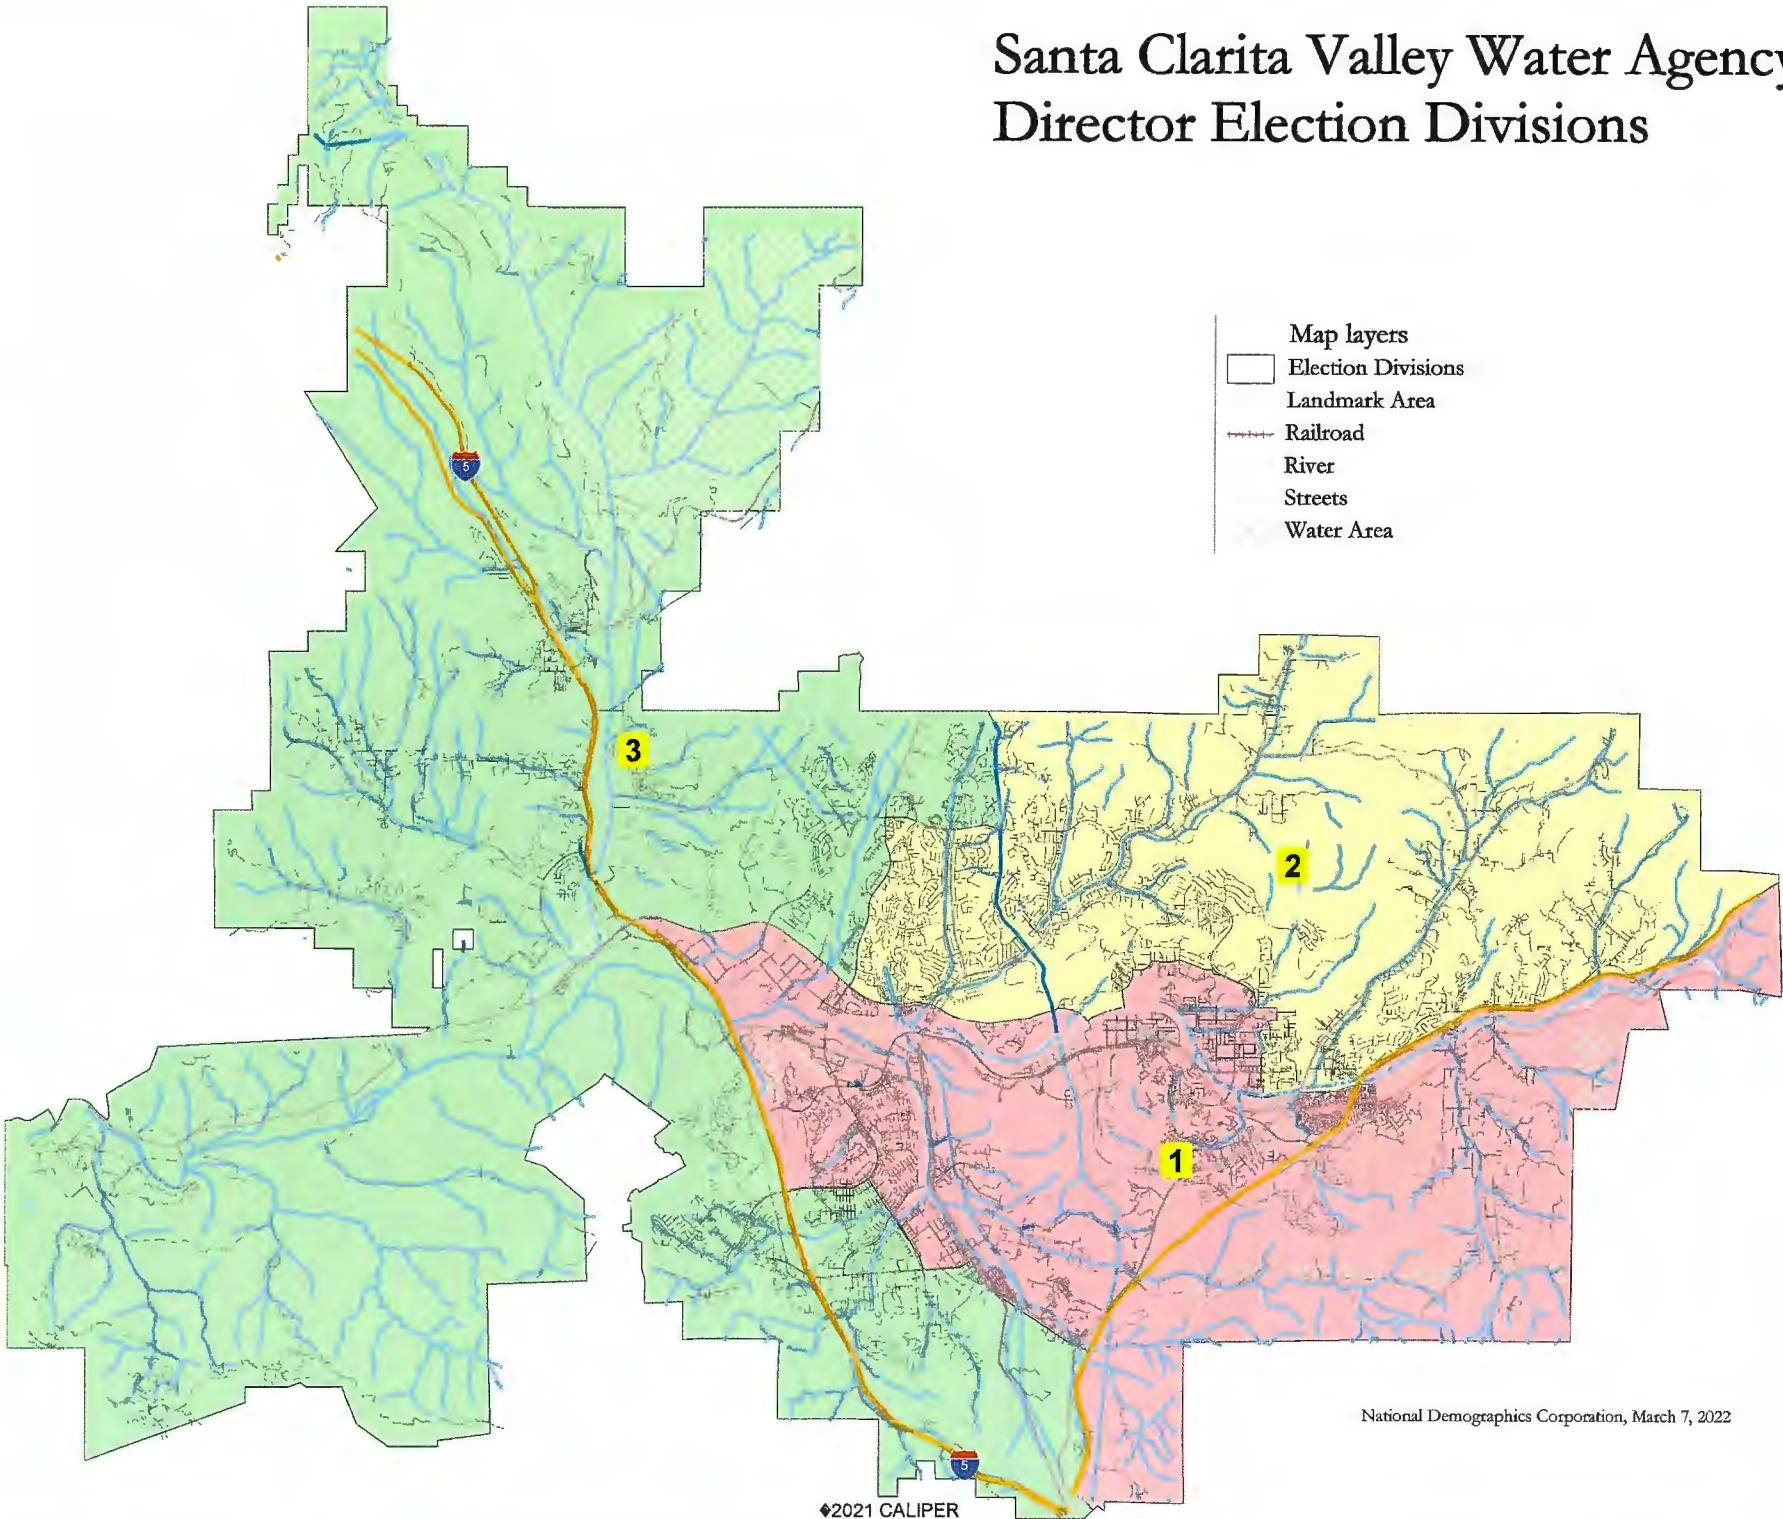 Santa Clarita Valley Water Agency
Director Election Divisions
Map layers
Election Divisions
Landmark Area
Railroad
River
Streets
Water Area
5
3
2
1
National Demographics Corporation, March 7, 2022
5
�2021 CALIPER